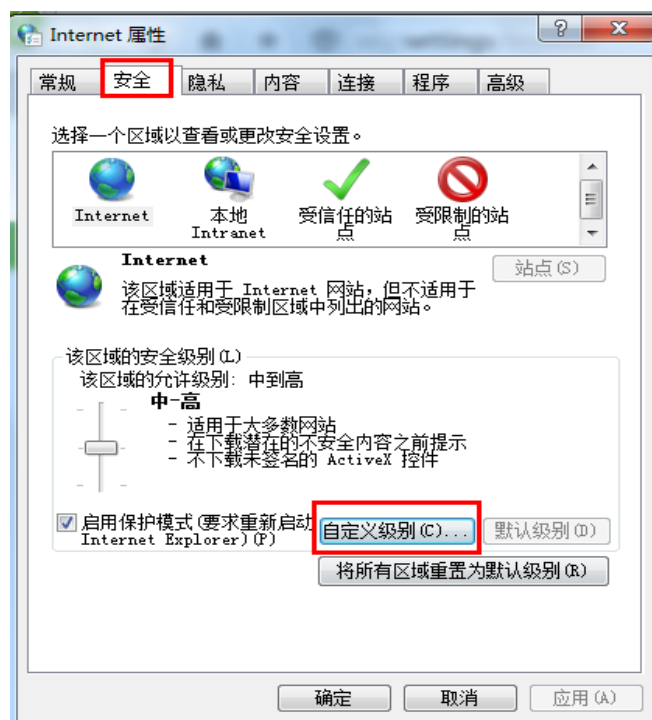 Internet 属性
常规 安全 隐私 内容 连接 程序 高级
选择一个区域以查看或更改安全设置。
Internet 本地 受信任的站 受限制的站
Intranet 点 点
Internet
站点(S)
该区域适用于 Internet 网站，但不适用于
在受信任和受限制区域中列出的网站。
该区域的安全级别(L)
该区域的允许级别: 中到高
中-高
- 适用于大多数网站
- 在下载潜在的不安全内容之前提示
- 不下载未签名的 ActiveX 控件
启用保护模式(要求重新启动
Internet Explorer)(P)
自定义级别(C)... 默认级别(D)
将所有区域重置为默认级别(R)
确定 取消 应用(A)